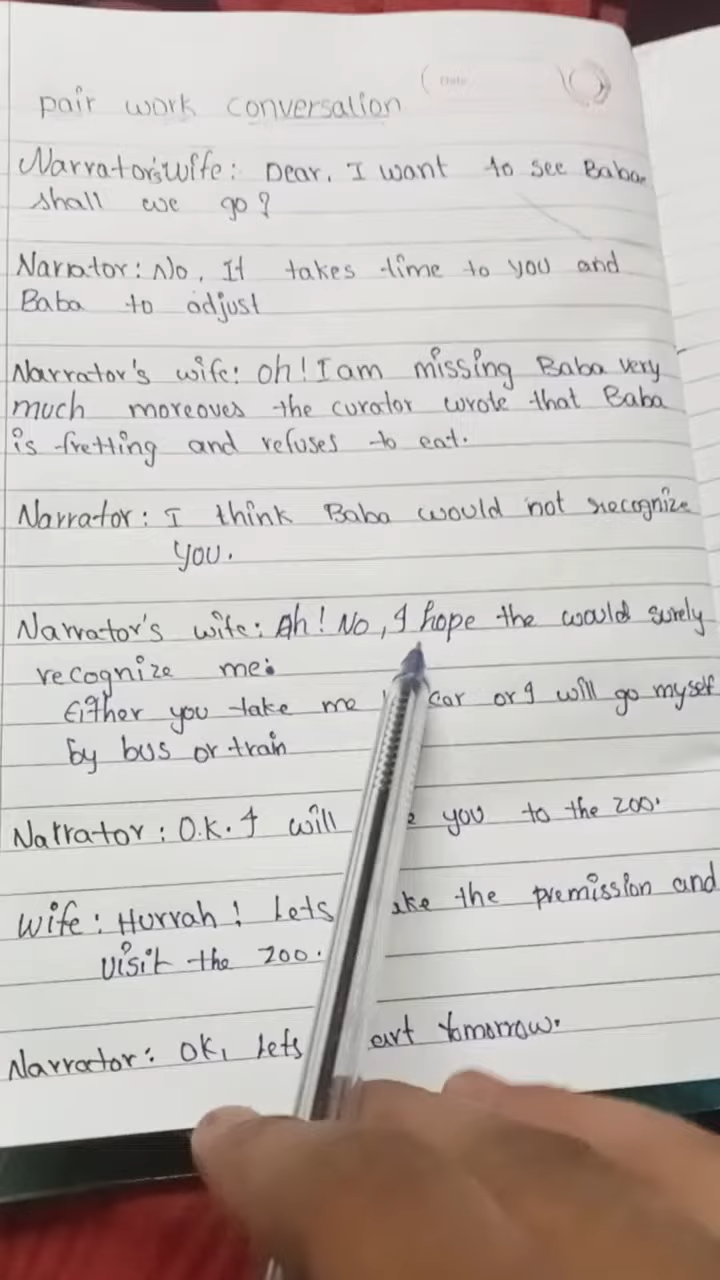 pair work conversation
Narrator's wife: Dear, I want to see Baba.
shall we go?
Narrator: No, It takes time to you and
Baba to adjust
Narrator's wife: oh! I am missing Baba very
much moreoves the curator wrote that Baba
is fretting and refuses to eat.
Narrator: I think Baba would not recognize
you.
Narrator's wife: Ah! No, I hope the would surely
recognize me:
Either you take me car or I will go myself
by bus or train
Narrator: O.K. I will you to the zoo.
Wife: Hurrah! Lets the premission and
visit the zoo.
Narrator: OK, Lets tomorrow.